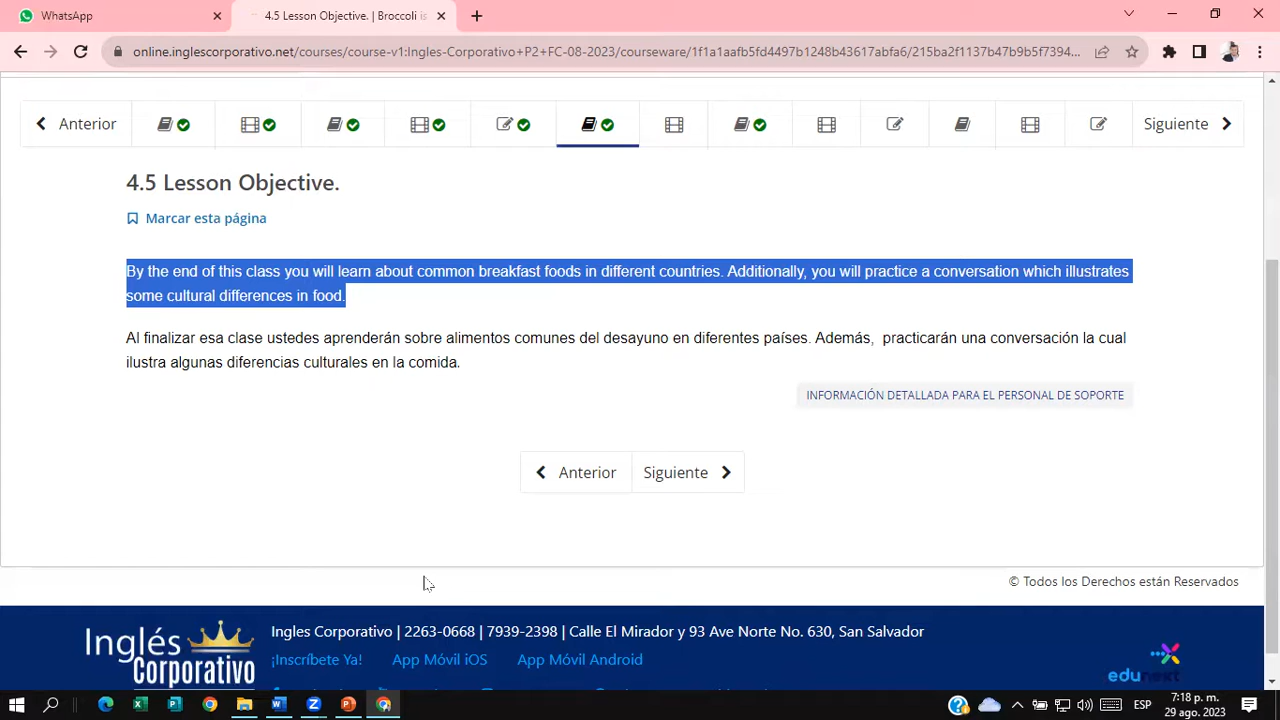 WhatsApp
4.5 Lesson Objective. | Broccoli is
online.inglescorporativo.net/courses/course-v1:Ingles-Corporativo+P2+FC-08-2023/courseware/1f1a1aafb5fd4497b1248b43617abfa6/215ba2f1137b47b9b5f7394...
Anterior
Siguiente
4.5 Lesson Objective.
Marcar esta página
By the end of this class you will learn about common breakfast foods in different countries. Additionally, you will practice a conversation which illustrates
some cultural differences in food.
Al finalizar esa clase ustedes aprenderán sobre alimentos comunes del desayuno en diferentes países. Además, practicarán una conversación la cual
ilustra algunas diferencias culturales en la comida.
INFORMACIÓN DETALLADA PARA EL PERSONAL DE SOPORTE
Anterior
Siguiente
© Todos los Derechos están Reservados
Inglés
Corporativo
Ingles Corporativo | 2263-0668 | 7939-2398 | Calle El Mirador y 93 Ave Norte No. 630, San Salvador
¡Inscríbete Ya!
App Móvil iOS
App Móvil Android
edunext
ESP
7:18 p. m.
29 ago. 2023